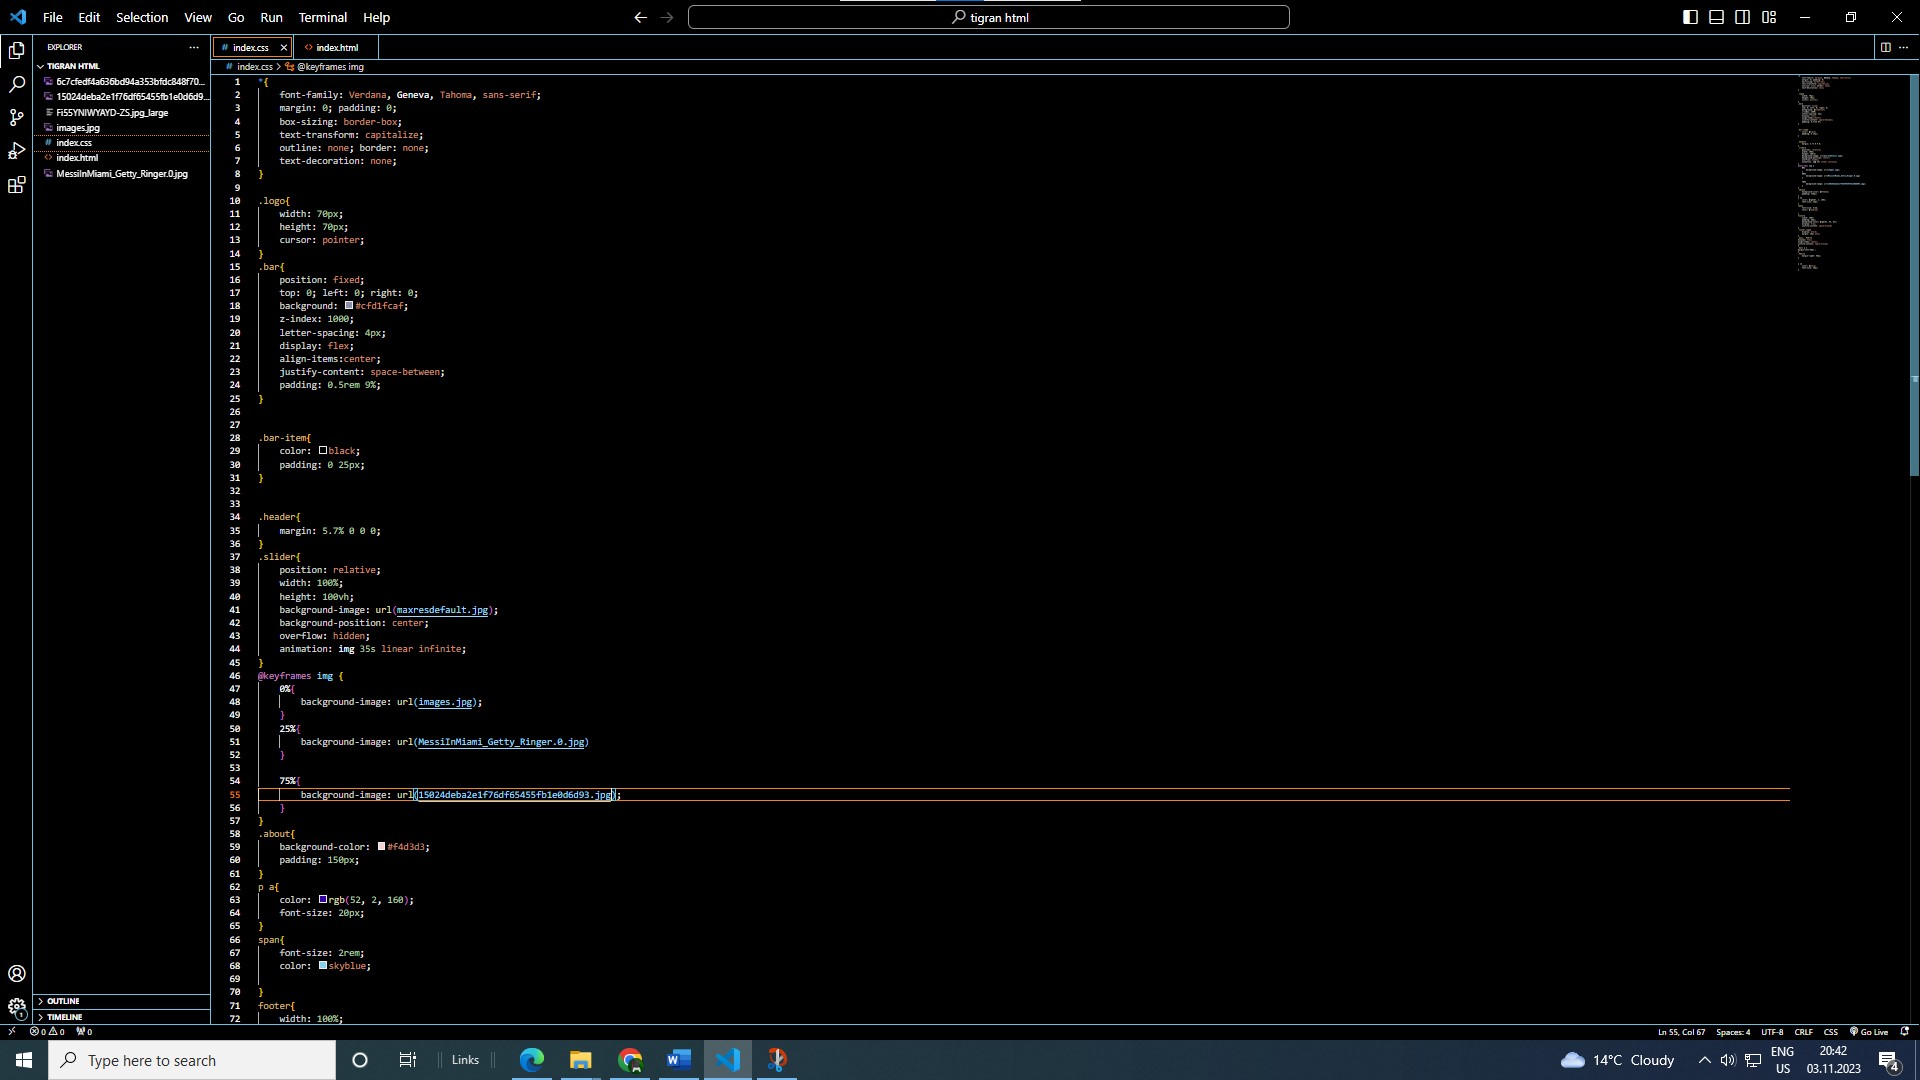 File Edit Selection View Go Run Terminal Help
tigran html
EXPLORER
TIGRAN HTML
6c7cfedf4a636bd94a353bfdc848f70...
15024deba2e1f76df65455fb1e0d6d9...
Fi55YNIWYAYD-ZS.jpg_large
images.jpg
# index.css
<> index.html
MessiInMiami_Getty_Ringer.0.jpg
OUTLINE
TIMELINE
# index.css
<> index.html
# index.css > @keyframes img
1 *{
2 font-family: Verdana, Geneva, Tahoma, sans-serif;
3 margin: 0; padding: 0;
4 box-sizing: border-box;
5 text-transform: capitalize;
6 outline: none; border: none;
7 text-decoration: none;
8 }
9
10 .logo{
11 width: 70px;
12 height: 70px;
13 cursor: pointer;
14 }
15 .bar{
16 position: fixed;
17 top: 0; left: 0; right: 0;
18 background: #cfd1fcaf;
19 z-index: 1000;
20 letter-spacing: 4px;
21 display: flex;
22 align-items:center;
23 justify-content: space-between;
24 padding: 0.5rem 9%;
25 }
26
27
28 .bar-item{
29 color: black;
30 padding: 0 25px;
31 }
32
33
34 .header{
35 margin: 5.7% 0 0 0;
36 }
37 .slider{
38 position: relative;
39 width: 100%;
40 height: 100vh;
41 background-image: url(maxresdefault.jpg);
42 background-position: center;
43 overflow: hidden;
44 animation: img 35s linear infinite;
45 }
46 @keyframes img {
47 0%{
48 background-image: url(images.jpg);
49 }
50 25%{
51 background-image: url(MessiInMiami_Getty_Ringer.0.jpg)
52 }
53
54 75%{
55 background-image: url(15024deba2e1f76df65455fb1e0d6d93.jpg);
56 }
57 }
58 .about{
59 background-color: #f4d3d3;
60 padding: 150px;
61 }
62 p a{
63 color: rgb(52, 2, 160);
64 font-size: 20px;
65 }
66 span{
67 font-size: 2rem;
68 color: skyblue;
69
70 }
71 footer{
72 width: 100%;
0 0 0
Ln 55, Col 67 Spaces: 4 UTF-8 CRLF CSS Go Live
Type here to search
Links
14°C Cloudy
ENG
US
20:42
03.11.2023
4